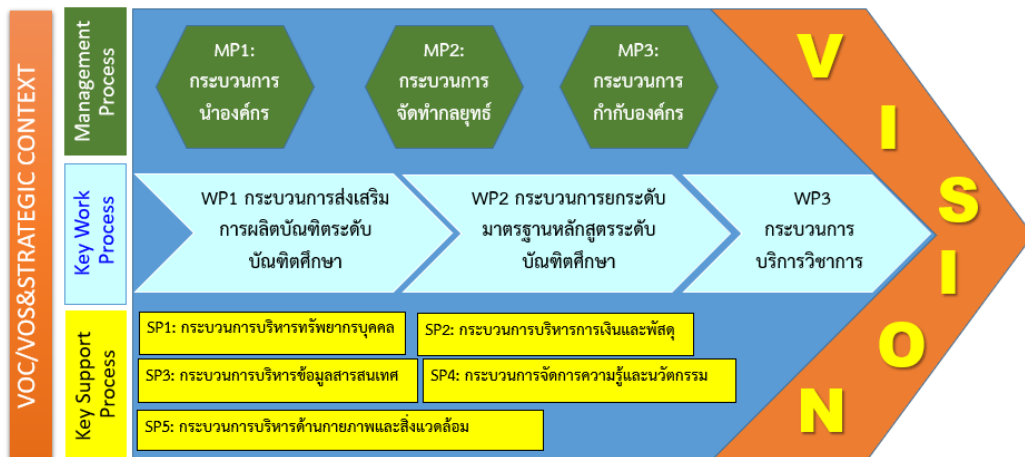 VOC/VOS&STRATEGIC CONTEXT
Management
Process
MP1:
กระบวนการ
นำองค์กร
MP2:
กระบวนการ
จัดทำกลยุทธ์
MP3:
กระบวนการ
กำกับองค์กร
Key Work
Process
WP1 กระบวนการส่งเสริม
การผลิตบัณฑิตระดับ
บัณฑิตศึกษา
WP2 กระบวนการยกระดับ
มาตรฐานหลักสูตรระดับ
บัณฑิตศึกษา
WP3
กระบวนการ
บริการวิชาการ
Key Support
Process
SP1: กระบวนการบริหารทรัพยากรบุคคล
SP2: กระบวนการบริหารการเงินและพัสดุ
SP3: กระบวนการบริหารข้อมูลสารสนเทศ
SP4: กระบวนการจัดการความรู้และนวัตกรรม
SP5: กระบวนการบริหารด้านกายภาพและสิ่งแวดล้อม
VISION